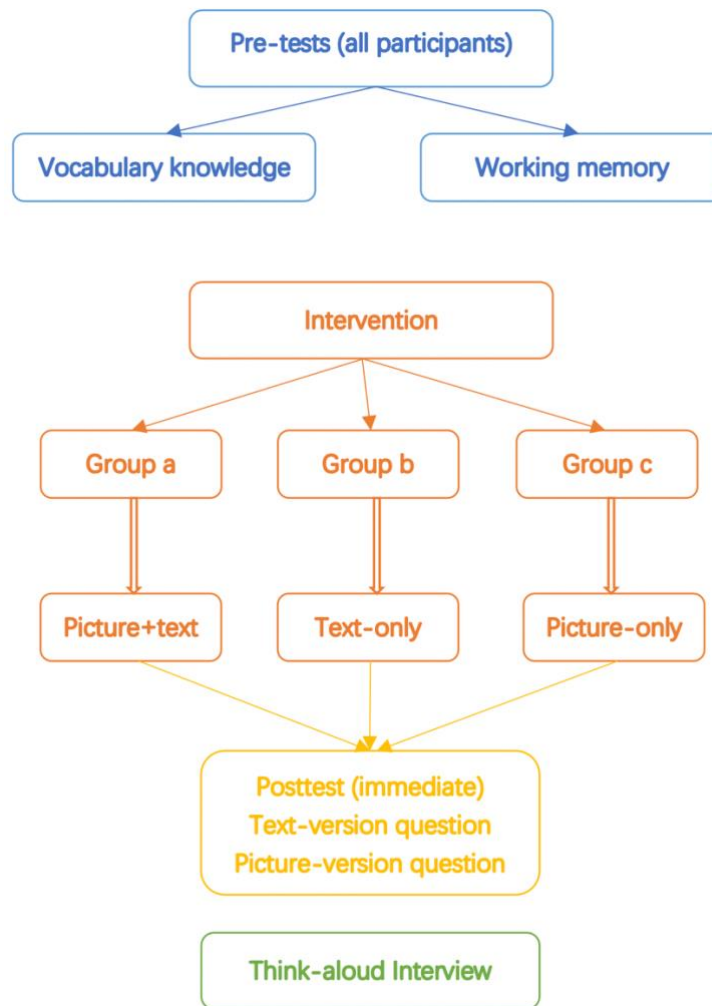 Pre-tests (all participants)
Vocabulary knowledge
Working memory
Intervention
Group a
Group b
Group c
Picture+text
Text-only
Picture-only
Posttest (immediate)
Text-version question
Picture-version question
Think-aloud Interview